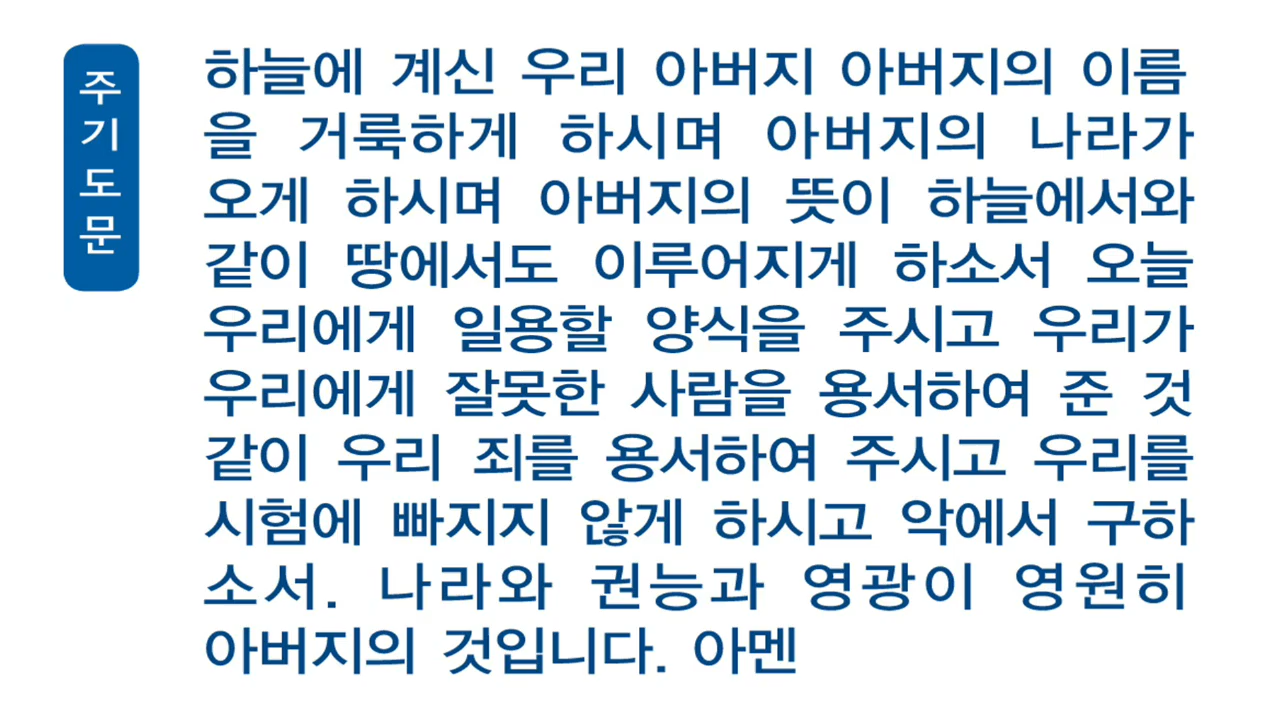 주기도문
하늘에 계신 우리 아버지 아버지의 이름
을 거룩하게 하시며 아버지의 나라가
오게 하시며 아버지의 뜻이 하늘에서와
같이 땅에서도 이루어지게 하소서 오늘
우리에게 일용할 양식을 주시고 우리가
우리에게 잘못한 사람을 용서하여 준 것
같이 우리 죄를 용서하여 주시고 우리를
시험에 빠지지 않게 하시고 악에서 구하
소서. 나라와 권능과 영광이 영원히
아버지의 것입니다. 아멘